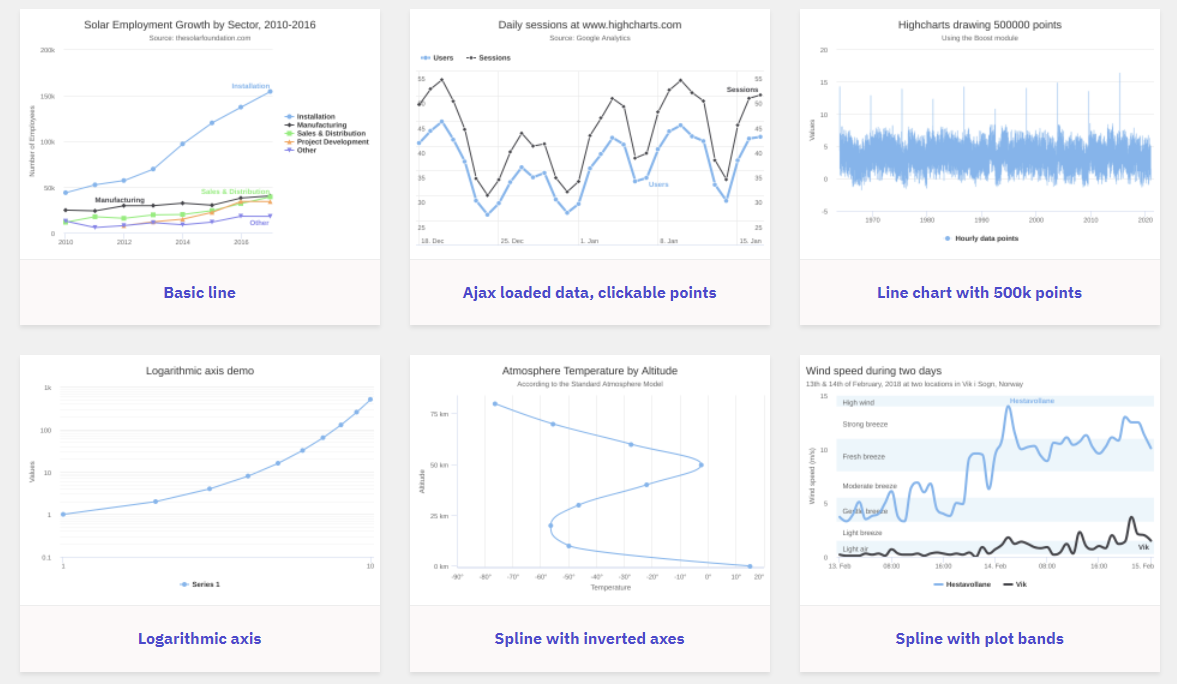 Solar Employment Growth by Sector, 2010-2016
Source: thesolarfoundation.com
200k
150k
100k
50k
0
Number of Employees
Installation
Sales & Distribution
Manufacturing
Other
2010
2012
2014
2016
Installation
Manufacturing
Sales & Distribution
Project Development
Other
Basic line
Daily sessions at www.highcharts.com
Source: Google Analytics
Users
Sessions
55
50
45
40
35
30
25
55
50
45
40
35
30
25
Sessions
Users
18. Dec
25. Dec
1. Jan
8. Jan
15. Jan
Ajax loaded data, clickable points
Highcharts drawing 500000 points
Using the Boost module
20
15
10
5
0
-5
Values
1970
1980
1990
2000
2010
2020
Hourly data points
Line chart with 500k points
Logarithmic axis demo
1k
100
10
1
0.1
Values
1
10
Series 1
Logarithmic axis
Atmosphere Temperature by Altitude
According to the Standard Atmosphere Model
75 km
50 km
25 km
0 km
Altitude
-90°
-80°
-70°
-60°
-50°
-40°
-30°
-20°
-10°
0°
10°
20°
Temperature
Spline with inverted axes
Wind speed during two days
13th & 14th of February, 2018 at two locations in Vik i Sogn, Norway
15
10
5
0
Wind speed (m/s)
High wind
Strong breeze
Fresh breeze
Moderate breeze
Gentle breeze
Light breeze
Light air
Hestavollane
Vik
13. Feb
08:00
16:00
14. Feb
08:00
16:00
15. Feb
Hestavollane
Vik
Spline with plot bands